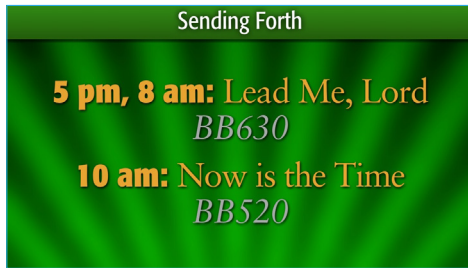 Sending Forth
5 pm, 8 am: Lead Me, Lord
BB630
10 am: Now is the Time
BB520